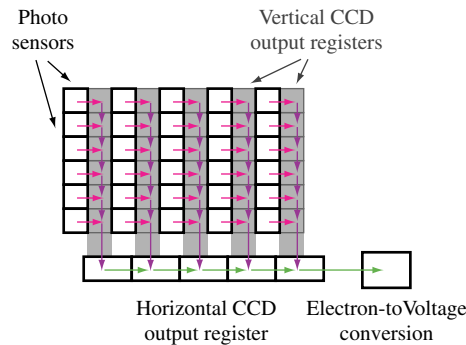 Photo
sensors
Vertical CCD
output registers
Horizontal CCD
output register
Electron-toVoltage
conversion